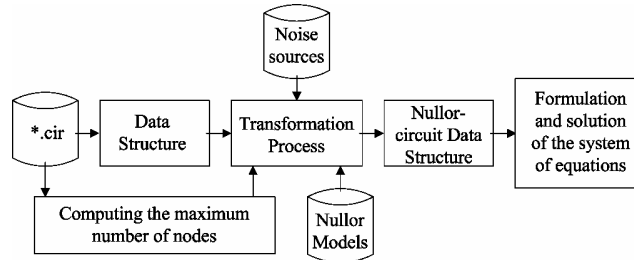 Noise
sources
*.cir
Data
Structure
Transformation
Process
Nullor-
circuit Data
Structure
Formulation
and solution
of the system
of equations
Computing the maximum
number of nodes
Nullor
Models